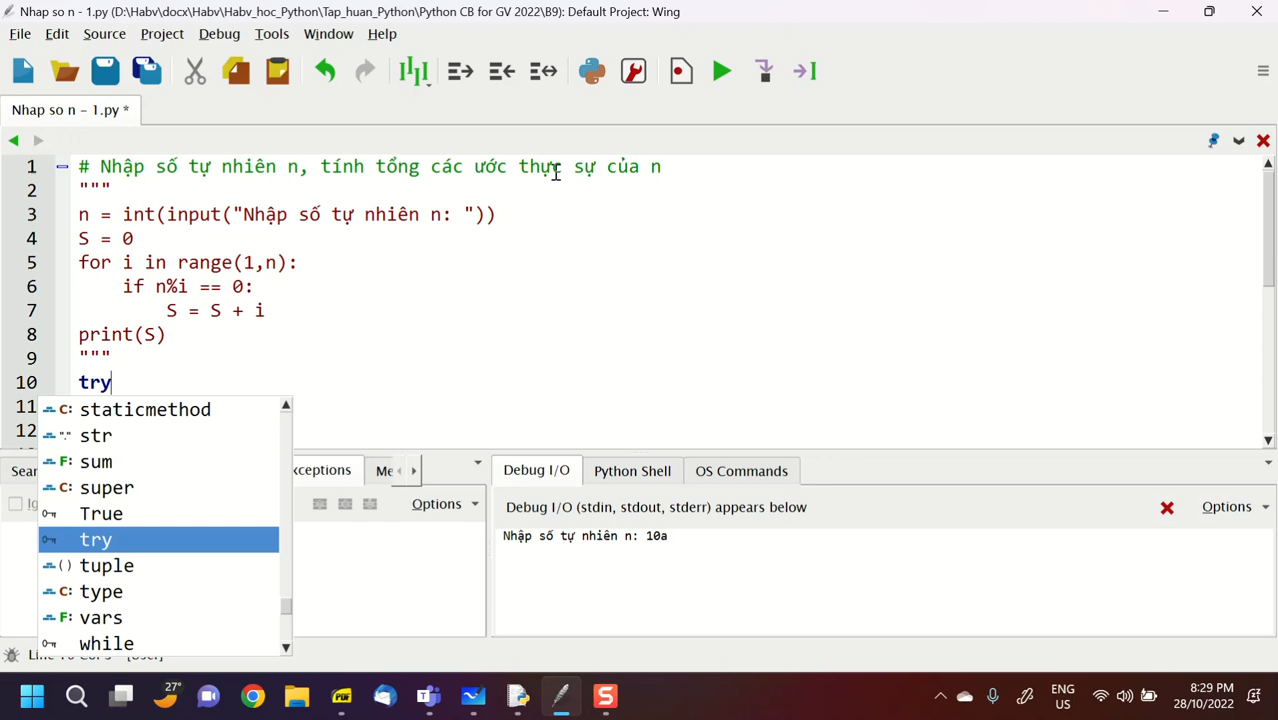 Nhap so n - 1.py (D:\Habv\docx\Habv\Habv_hoc_Python\Tap_huan_Python\Python CB for GV 2022\B9): Default Project: Wing
File Edit Source Project Debug Tools Window Help
Nhap so n – 1.py *
1 # Nhập số tự nhiên n, tính tổng các ước thực sự của n
2 """
3 n = int(input("Nhập số tự nhiên n: "))
4 S = 0
5 for i in range(1,n):
6 if n%i == 0:
7 S = S + i
8 print(S)
9 """
10 try
11
12
C: staticmethod
"." str
F: sum
C: super
True
try
() tuple
C: type
F: vars
while
Sear
xceptions
Me
Options
Debug I/O Python Shell OS Commands
Debug I/O (stdin, stdout, stderr) appears below
Options
Nhập số tự nhiên n: 10a
27°
PDF
S
ENG
US
8:29 PM
28/10/2022